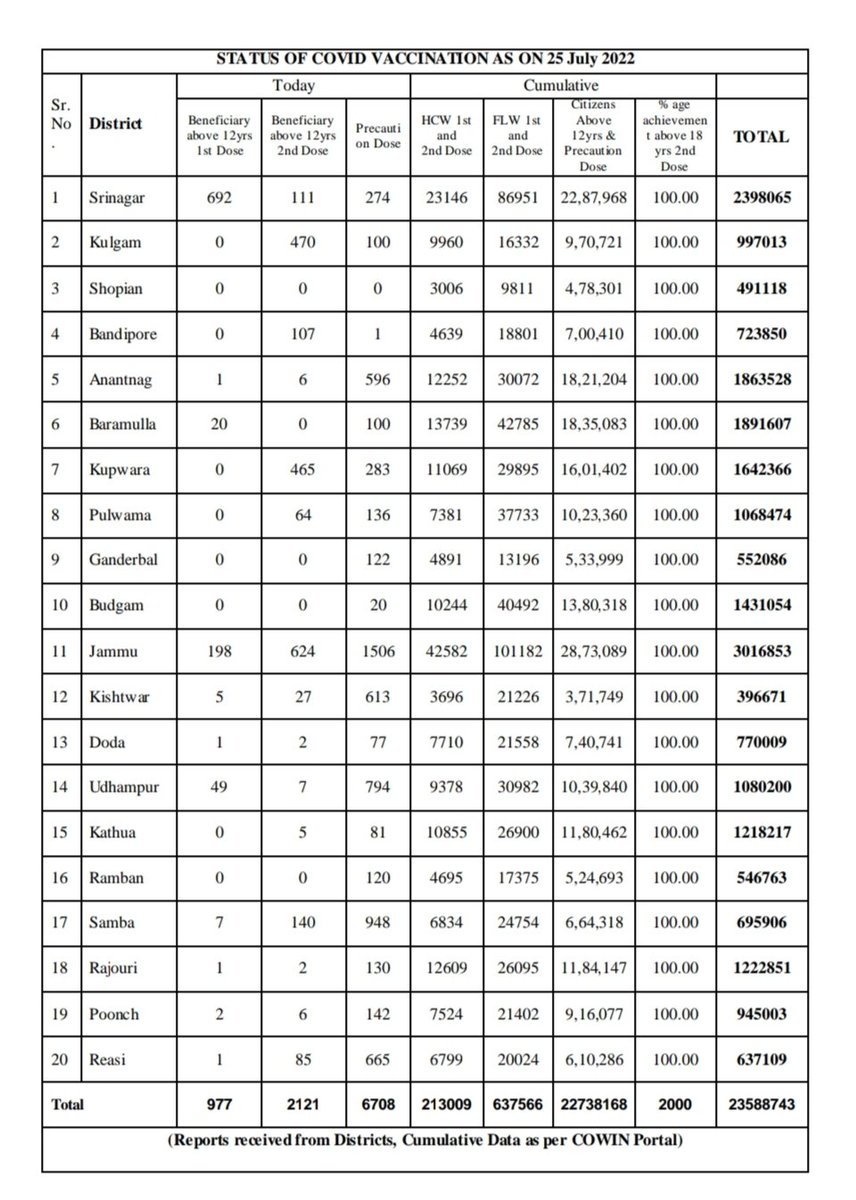 STATUS OF COVID VACCINATION AS ON 25 July 2022
Sr. No . District Today Cumulative
Beneficiary above 12yrs 1st Dose Beneficiary above 12yrs 2nd Dose Precauti on Dose HCW 1st and 2nd Dose FLW 1st and 2nd Dose Citizens Above 12yrs & Precaution Dose % age achievemen t above 18 yrs 2nd Dose TOTAL
1 Srinagar 692 111 274 23146 86951 22,87,968 100.00 2398065
2 Kulgam 0 470 100 9960 16332 9,70,721 100.00 997013
3 Shopian 0 0 0 3006 9811 4,78,301 100.00 491118
4 Bandipore 0 107 1 4639 18801 7,00,410 100.00 723850
5 Anantnag 1 6 596 12252 30072 18,21,204 100.00 1863528
6 Baramulla 20 0 100 13739 42785 18,35,083 100.00 1891607
7 Kupwara 0 465 283 11069 29895 16,01,402 100.00 1642366
8 Pulwama 0 64 136 7381 37733 10,23,360 100.00 1068474
9 Ganderbal 0 0 122 4891 13196 5,33,999 100.00 552086
10 Budgam 0 0 20 10244 40492 13,80,318 100.00 1431054
11 Jammu 198 624 1506 42582 101182 28,73,089 100.00 3016853
12 Kishtwar 5 27 613 3696 21226 3,71,749 100.00 396671
13 Doda 1 2 77 7710 21558 7,40,741 100.00 770009
14 Udhampur 49 7 794 9378 30982 10,39,840 100.00 1080200
15 Kathua 0 5 81 10855 26900 11,80,462 100.00 1218217
16 Ramban 0 0 120 4695 17375 5,24,693 100.00 546763
17 Samba 7 140 948 6834 24754 6,64,318 100.00 695906
18 Rajouri 1 2 130 12609 26095 11,84,147 100.00 1222851
19 Poonch 2 6 142 7524 21402 9,16,077 100.00 945003
20 Reasi 1 85 665 6799 20024 6,10,286 100.00 637109
Total 977 2121 6708 213009 637566 22738168 2000 23588743
(Reports received from Districts, Cumulative Data as per COWIN Portal)